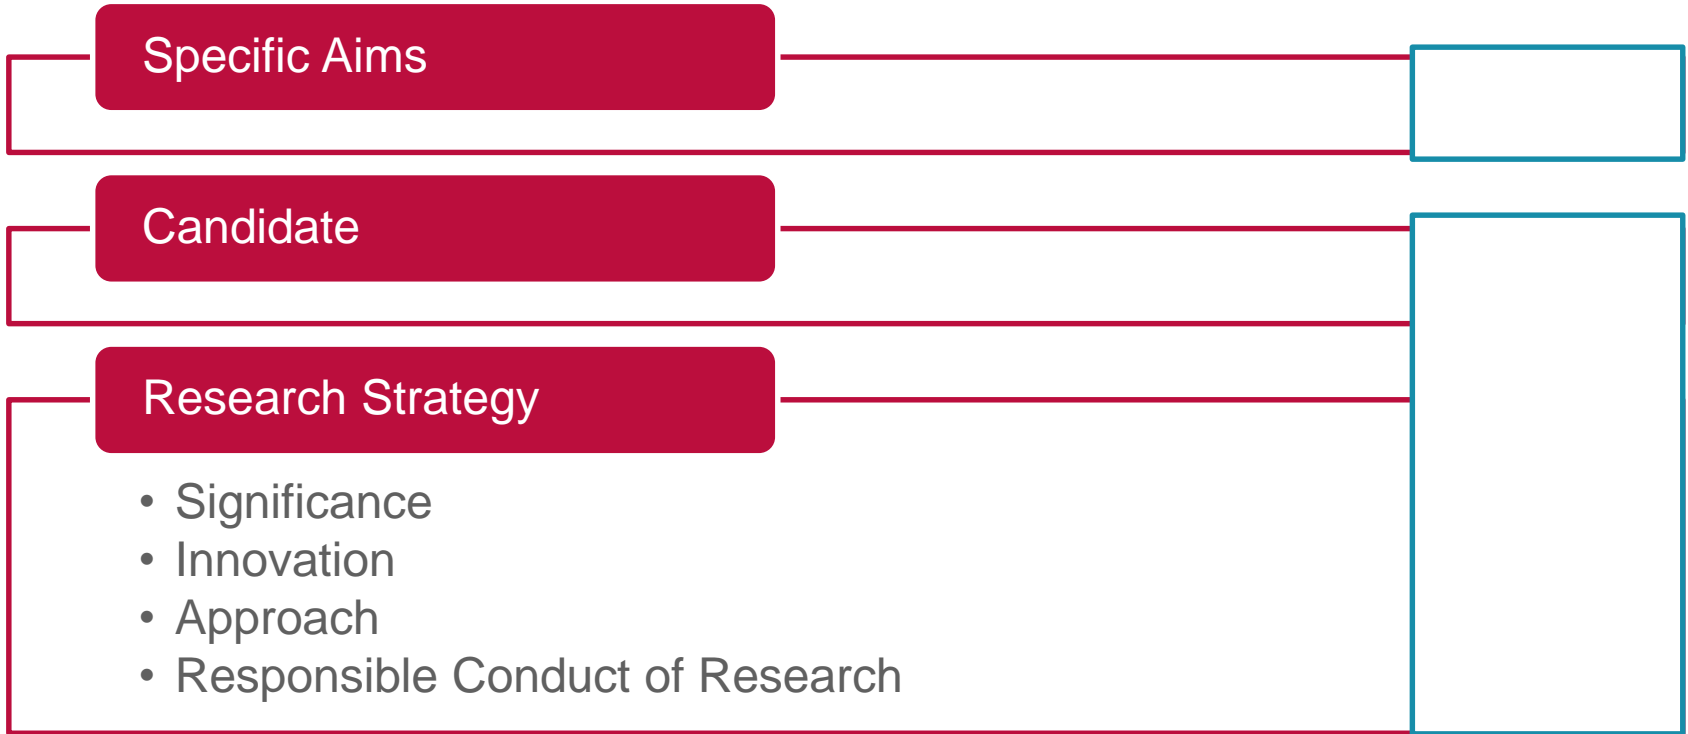 Specific Aims
Candidate
Research Strategy
• Significance
• Innovation
• Approach
• Responsible Conduct of Research